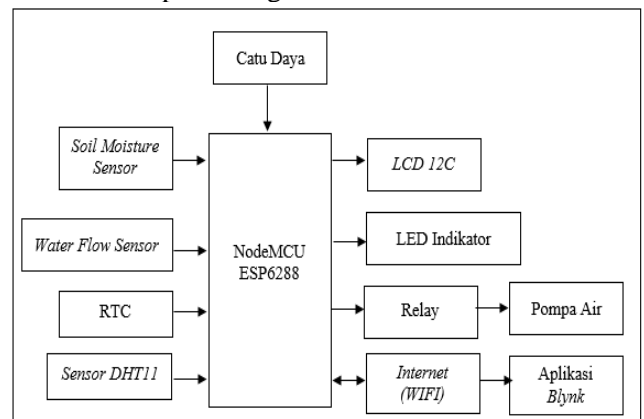 Catu Daya
Soil Moisture
Sensor
LCD 12C
Water Flow Sensor
NodeMCU
ESP6288
LED Indikator
RTC
Relay
Pompa Air
Sensor DHT11
Internet
(WIFI)
Aplikasi
Blynk